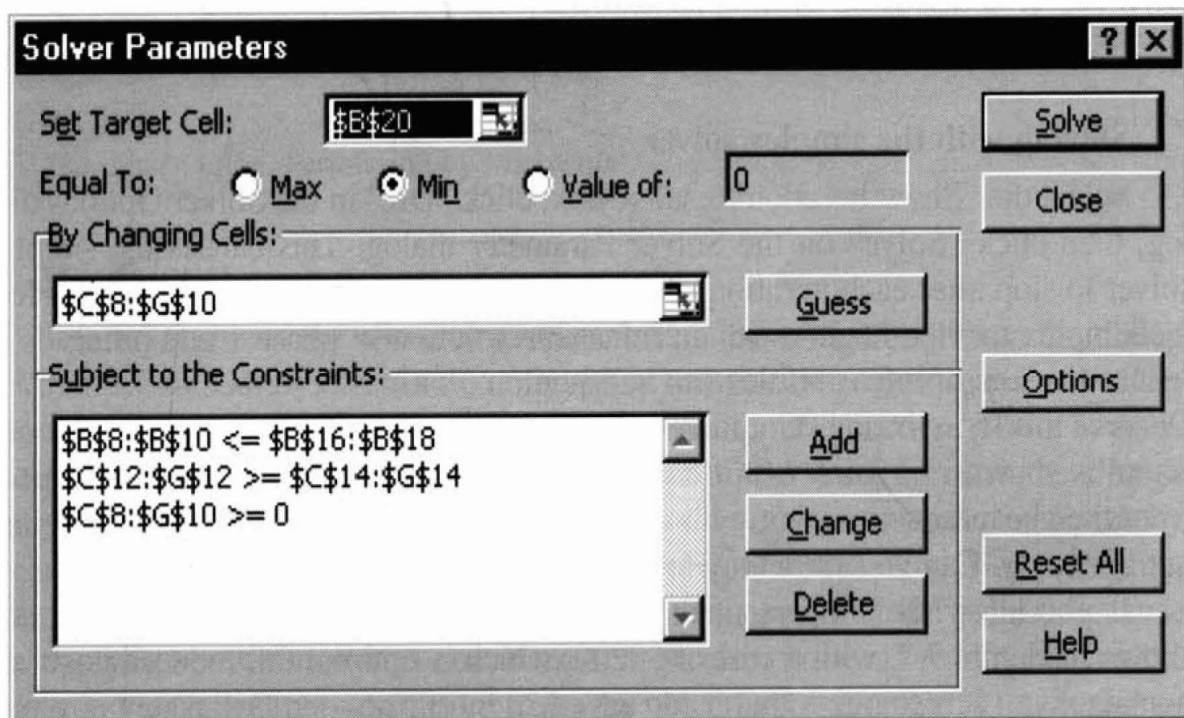 Solver Parameters ? X
Set Target Cell: $B$20 Solve
Equal To: Max Min Value of: 0 Close
By Changing Cells:
$C$8:$G$10 Guess
Subject to the Constraints: Options
$B$8:$B$10 <= $B$16:$B$18 Add
$C$12:$G$12 >= $C$14:$G$14
$C$8:$G$10 >= 0 Change
Reset All
Delete
Help